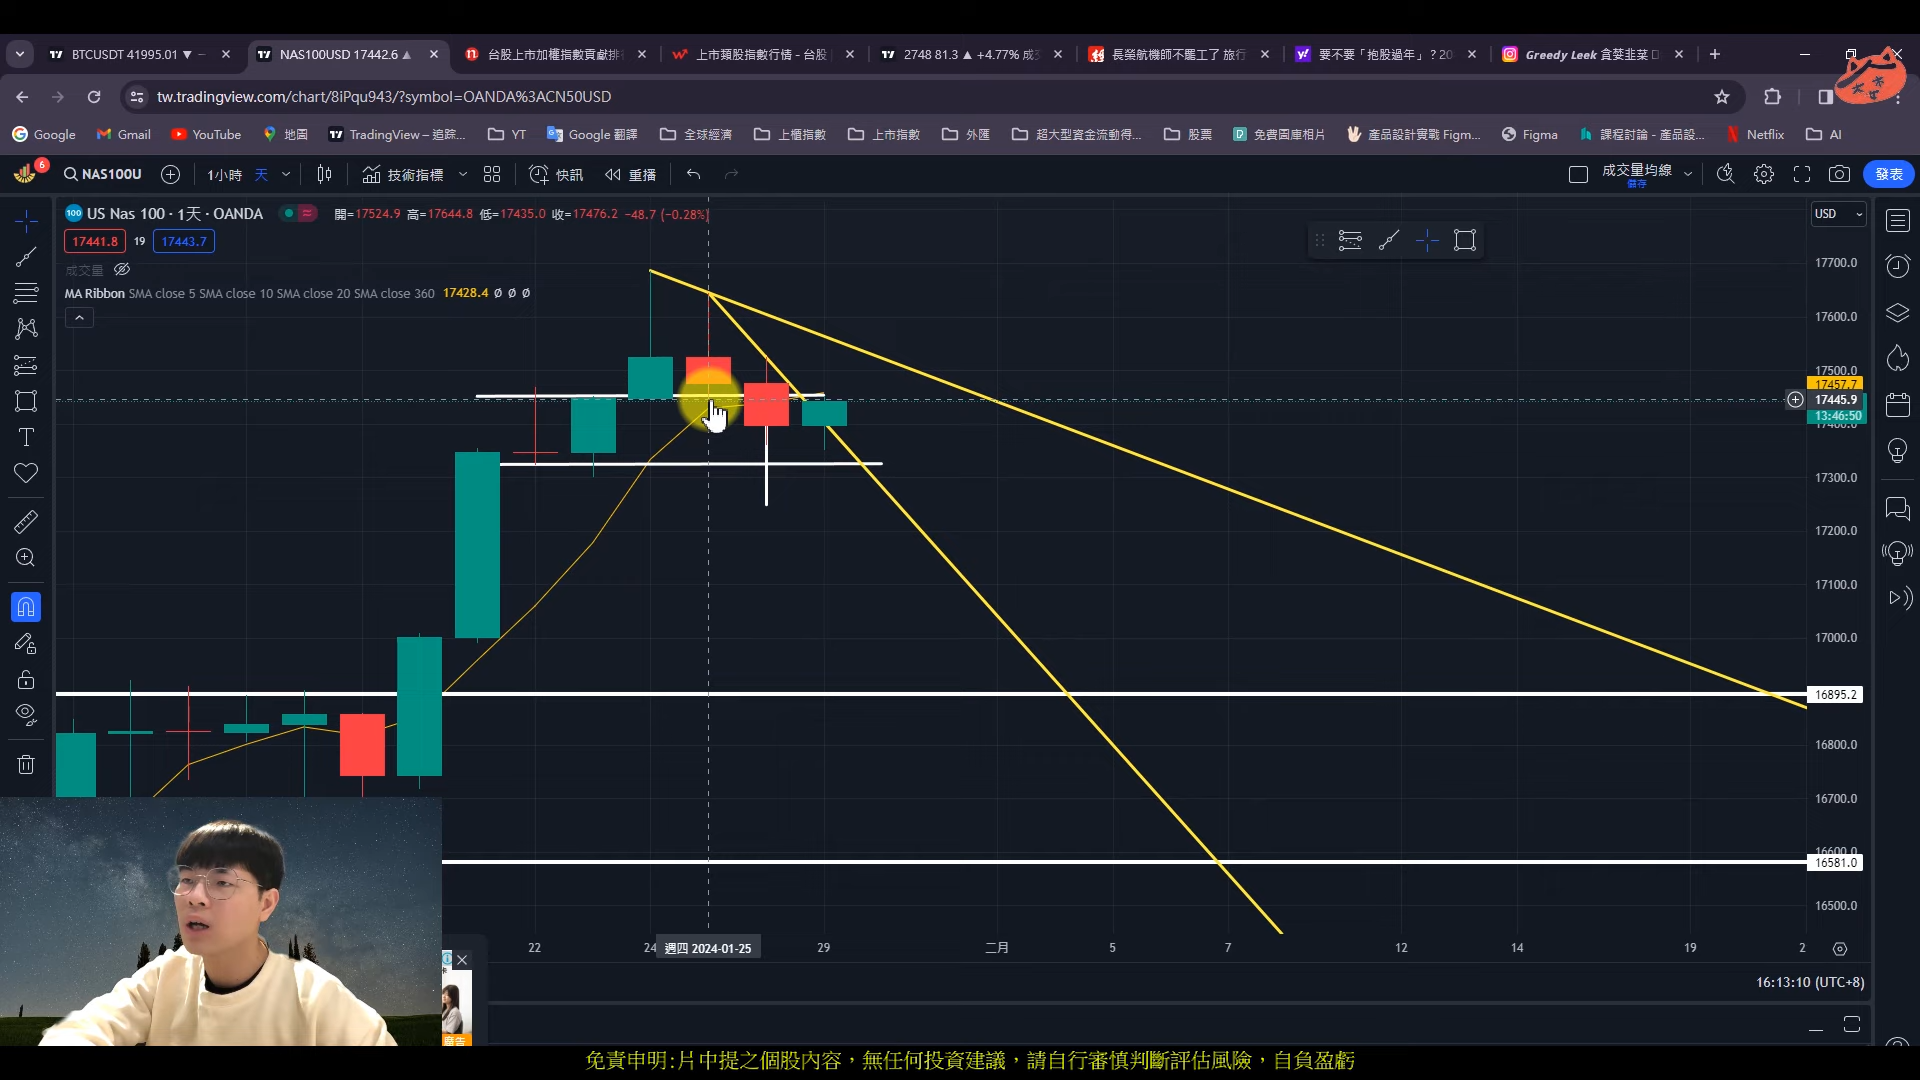 BTCUSDT 41995.01 ▼ –
NAS100USD 17442.6 ▲
台股上市加權指數貢獻排
上市類股指數行情 - 台股
2748 81.3 ▲ +4.77% 成
長榮航機師不罷工了 旅行
要不要「抱股過年」？20
Greedy Leek 貪婪韭菜
tw.tradingview.com/chart/8iPqu943/?symbol=OANDA%3ACN50USD
Google
Gmail
YouTube
地圖
TradingView – 追蹤...
YT
Google 翻譯
全球經濟
上櫃指數
上市指數
外匯
超大型資金流動得...
股票
免費圖庫相片
產品設計實戰 Figm...
Figma
課程討論 - 產品設...
Netflix
AI
6
NAS100U
1小時
天
技術指標
快訊
重播
成交量均線
儲存
發表
100
US Nas 100 · 1天 · OANDA
開=17524.9 高=17644.8 低=17435.0 收=17476.2 −48.7 (−0.28%)
USD
17441.8
19
17443.7
成交量
MA Ribbon SMA close 5 SMA close 10 SMA close 20 SMA close 360 17428.4 ∅ ∅ ∅
17700.0
17600.0
17500.0
17457.7
17445.9
13:46:50
17400.0
17300.0
17200.0
17100.0
17000.0
16895.2
16800.0
16700.0
16600.0
16581.0
16500.0
22
24
週四 2024-01-25
29
二月
5
7
12
14
19
2
16:13:10 (UTC+8)
廣告
免責申明:片中提之個股內容，無任何投資建議，請自行審慎判斷評估風險，自負盈虧